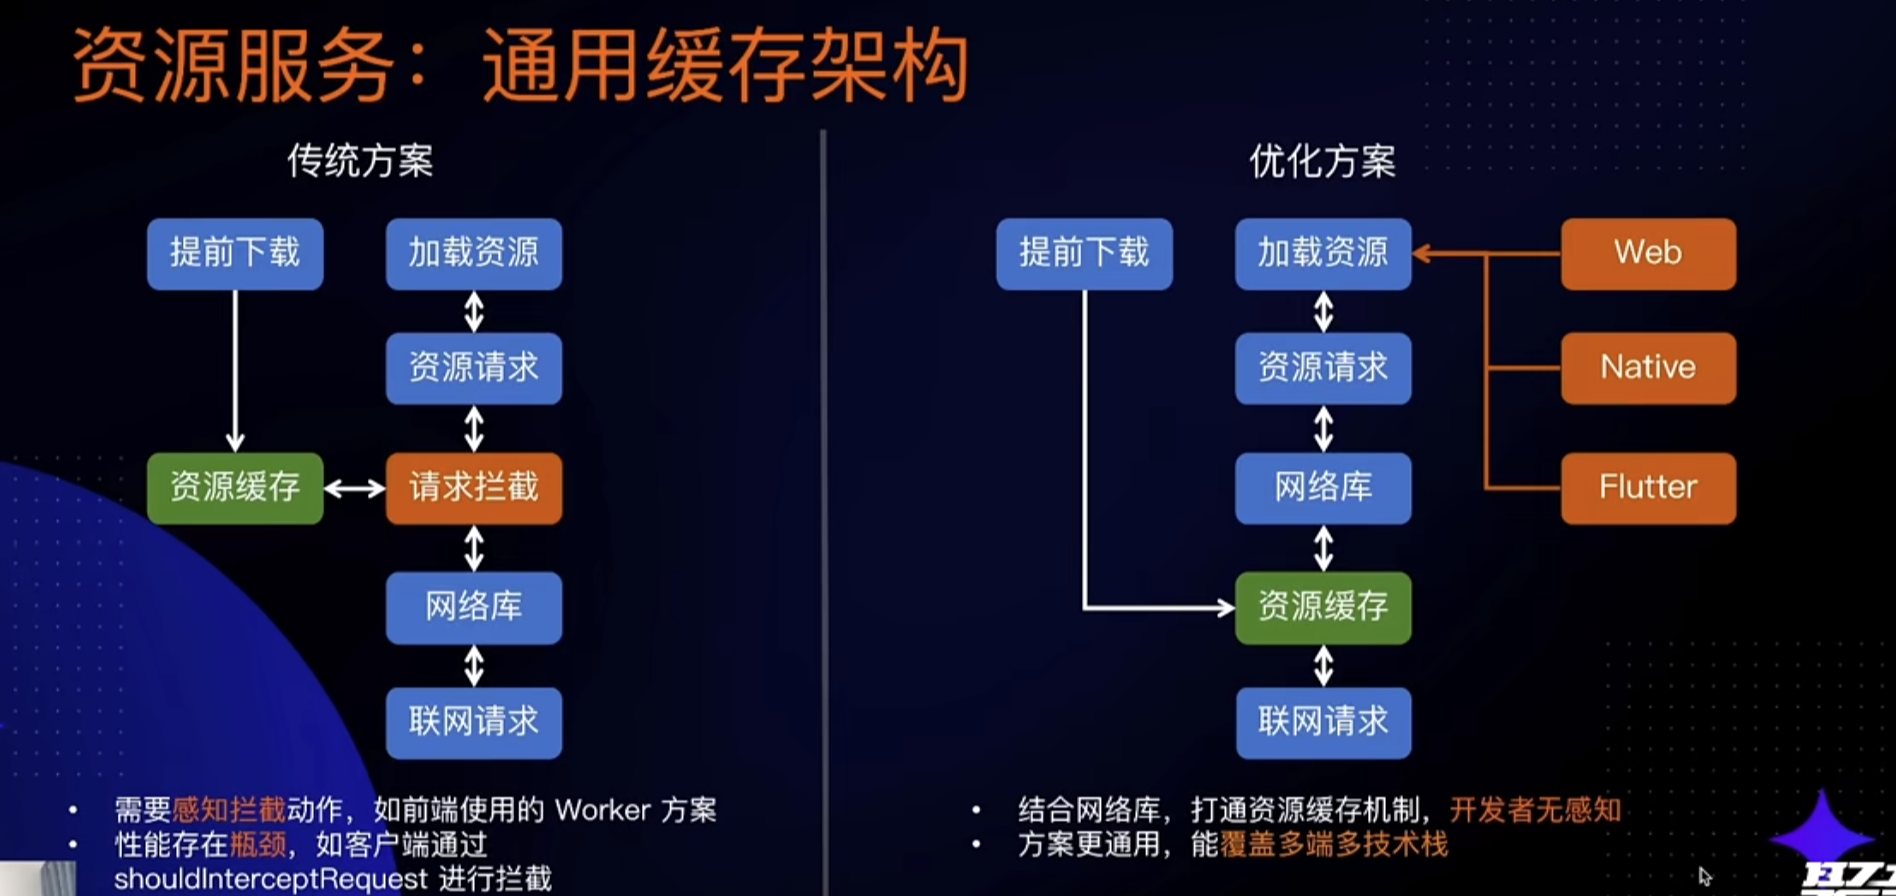 资源服务：通用缓存架构
传统方案
提前下载
加载资源
资源请求
资源缓存
请求拦截
网络库
联网请求
需要感知拦截动作，如前端使用的 Worker 方案
性能存在瓶颈，如客户端通过
shouldInterceptRequest 进行拦截
优化方案
提前下载
加载资源
Web
资源请求
Native
网络库
Flutter
资源缓存
联网请求
结合网络库，打通资源缓存机制，开发者无感知
方案更通用，能覆盖多端多技术栈